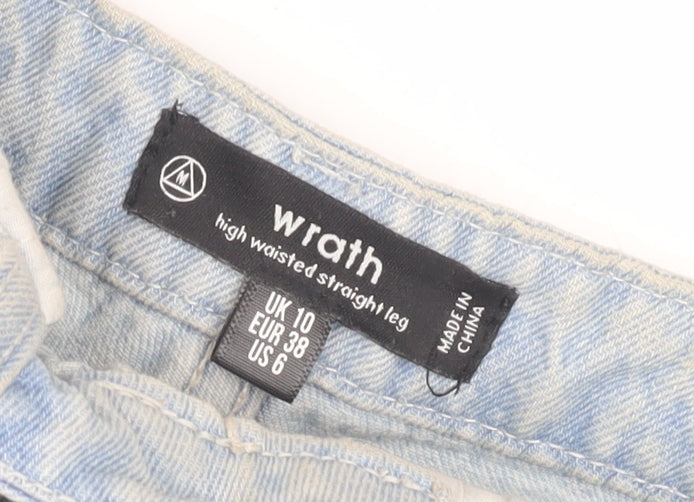 M
wrath
high waisted straight leg
MADE IN
CHINA
UK 10
EUR 38
US 6